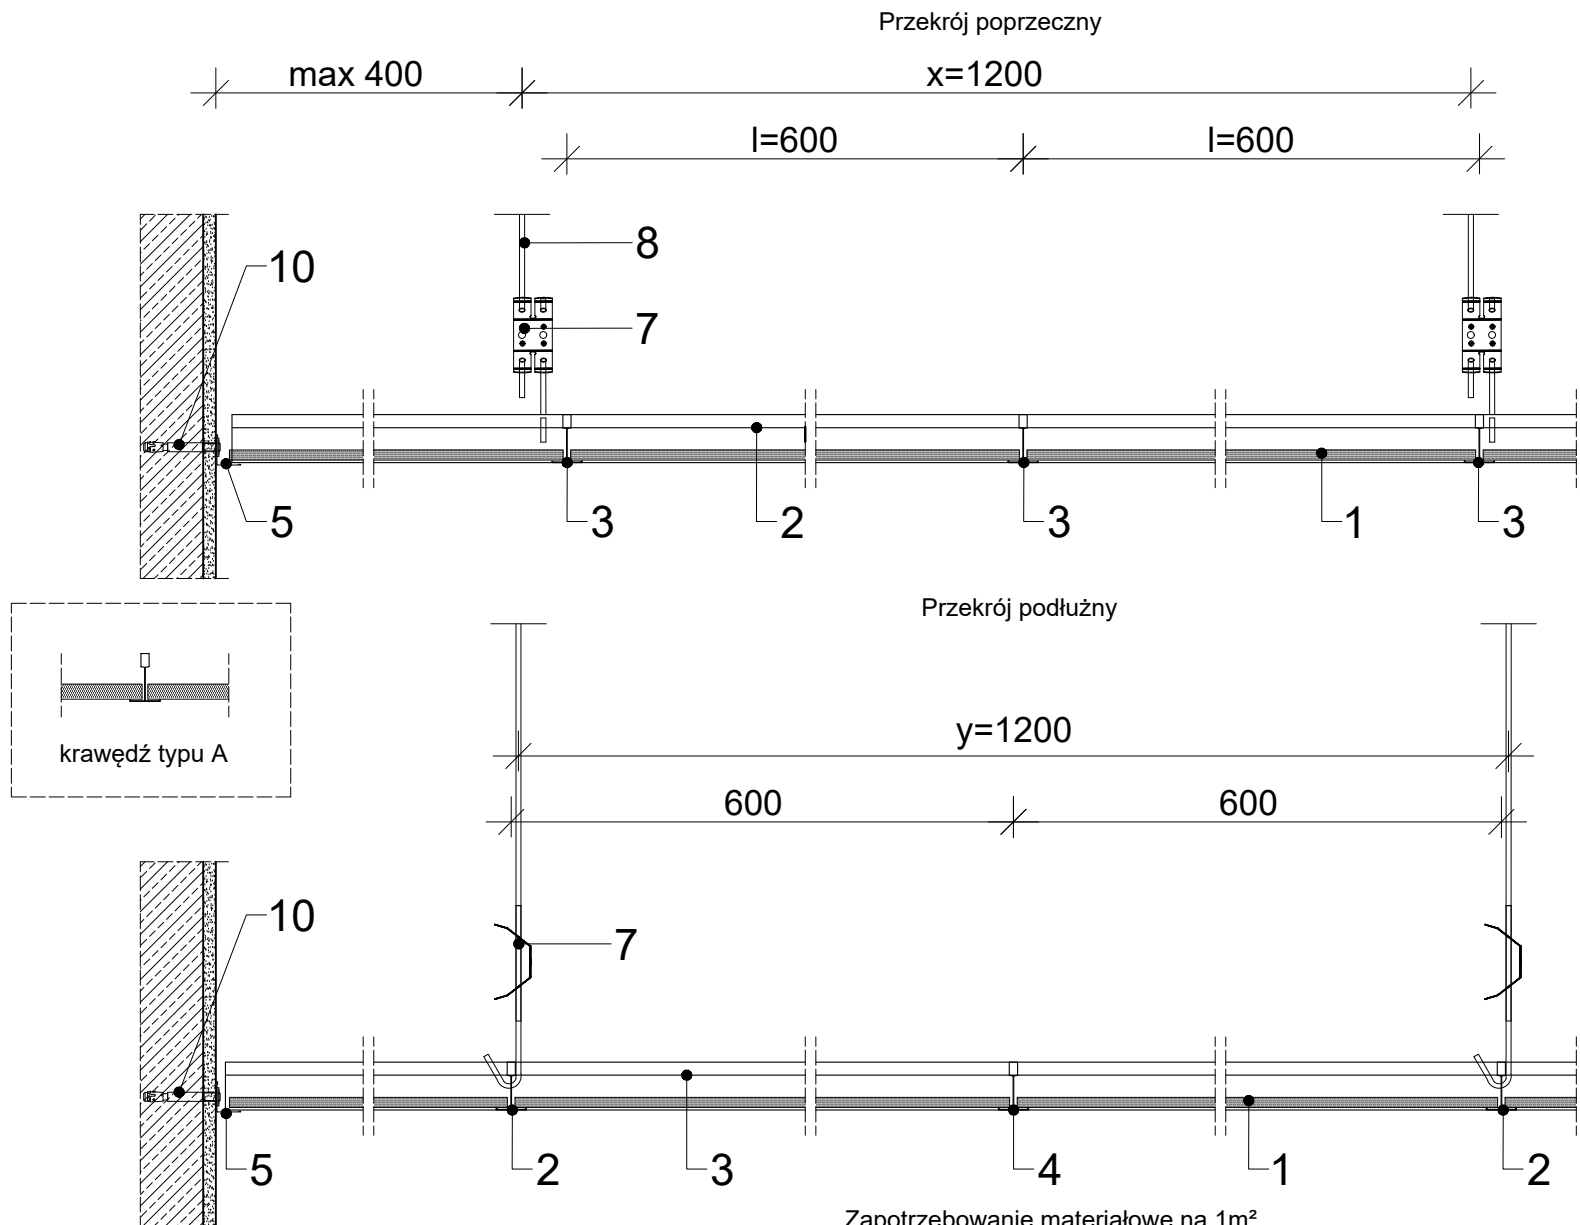 Przekrój poprzeczny
max 400
x=1200
l=600
l=600
8
10
7
5
3
2
3
1
3
Przekrój podłużny
krawędź typu A
y=1200
600
600
10
7
5
2
3
4
1
2
Zapotrzebowanie materiałowe na 1m²